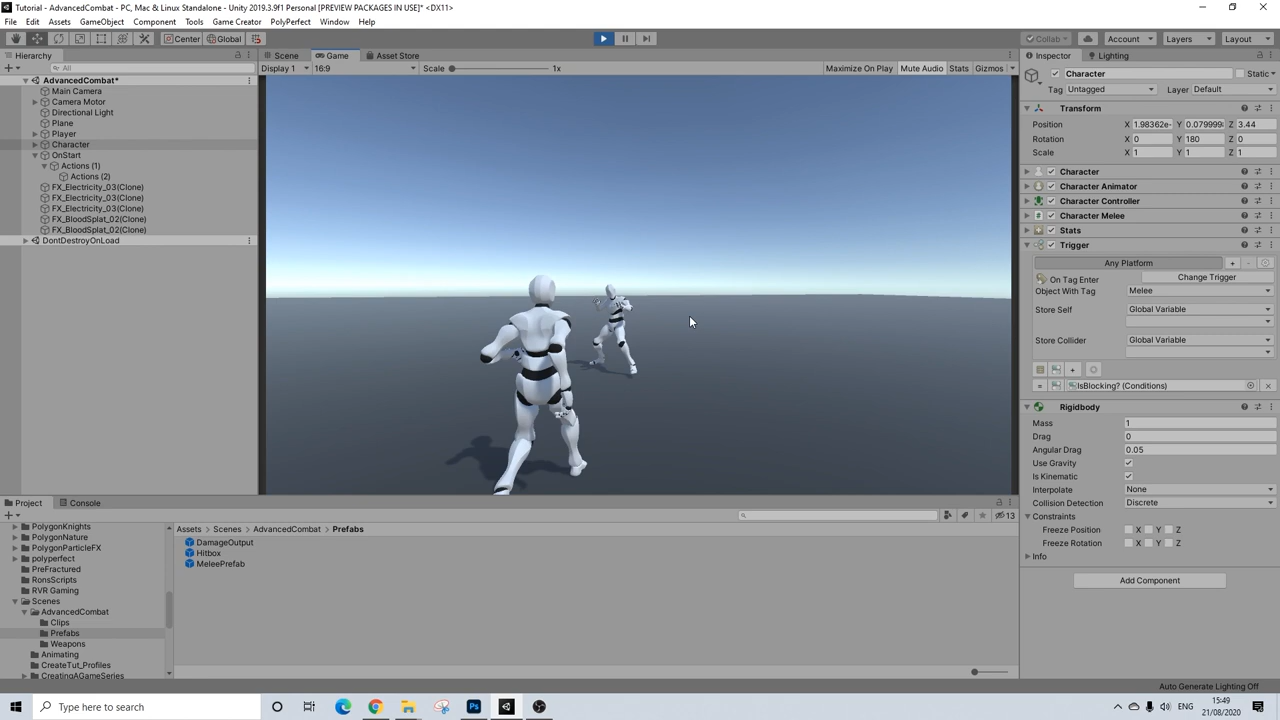 Tutorial - AdvancedCombat - PC, Mac & Linux Standalone - Unity 2019.3.9f1 Personal [PREVIEW PACKAGES IN USE]* <DX11>
File Edit Assets GameObject Component Tools Game Creator PolyPerfect Window Help
Center Global Collab Account Layers Layout
Hierarchy
All
AdvancedCombat*
Main Camera
Camera Motor
Directional Light
Plane
Player
Character
OnStart
Actions (1)
Actions (2)
FX_Electricity_03(Clone)
FX_Electricity_03(Clone)
FX_Electricity_03(Clone)
FX_BloodSplat_02(Clone)
FX_BloodSplat_02(Clone)
DontDestroyOnLoad
Scene Game Asset Store
Display 1 16:9 Scale 1x Maximize On Play Mute Audio Stats Gizmos
Inspector Lighting
Character Static
Tag Untagged Layer Default
Transform
Position X 1.98362e- Y 0.079999 Z 3.44
Rotation X 0 Y 180 Z 0
Scale X 1 Y 1 Z 1
Character
Character Animator
Character Controller
Character Melee
Stats
Trigger
Any Platform + -
On Tag Enter Change Trigger
Object With Tag Melee
Store Self Global Variable
Store Collider Global Variable
= IsBlocking? (Conditions)
Rigidbody
Mass 1
Drag 0
Angular Drag 0.05
Use Gravity
Is Kinematic
Interpolate None
Collision Detection Discrete
Constraints
Freeze Position X Y Z
Freeze Rotation X Y Z
Info
Add Component
Project Console
13
PolygonKnights
PolygonNature
PolygonParticleFX
polyperfect
PreFractured
RonsScripts
RVR Gaming
Scenes
AdvancedCombat
Clips
Prefabs
Weapons
Animating
CreateTut_Profiles
CreatingAGameSeries
Assets Scenes AdvancedCombat Prefabs
DamageOutput
Hitbox
MeleePrefab
Auto Generate Lighting Off
Type here to search
Ps
ENG
15:49
21/08/2020